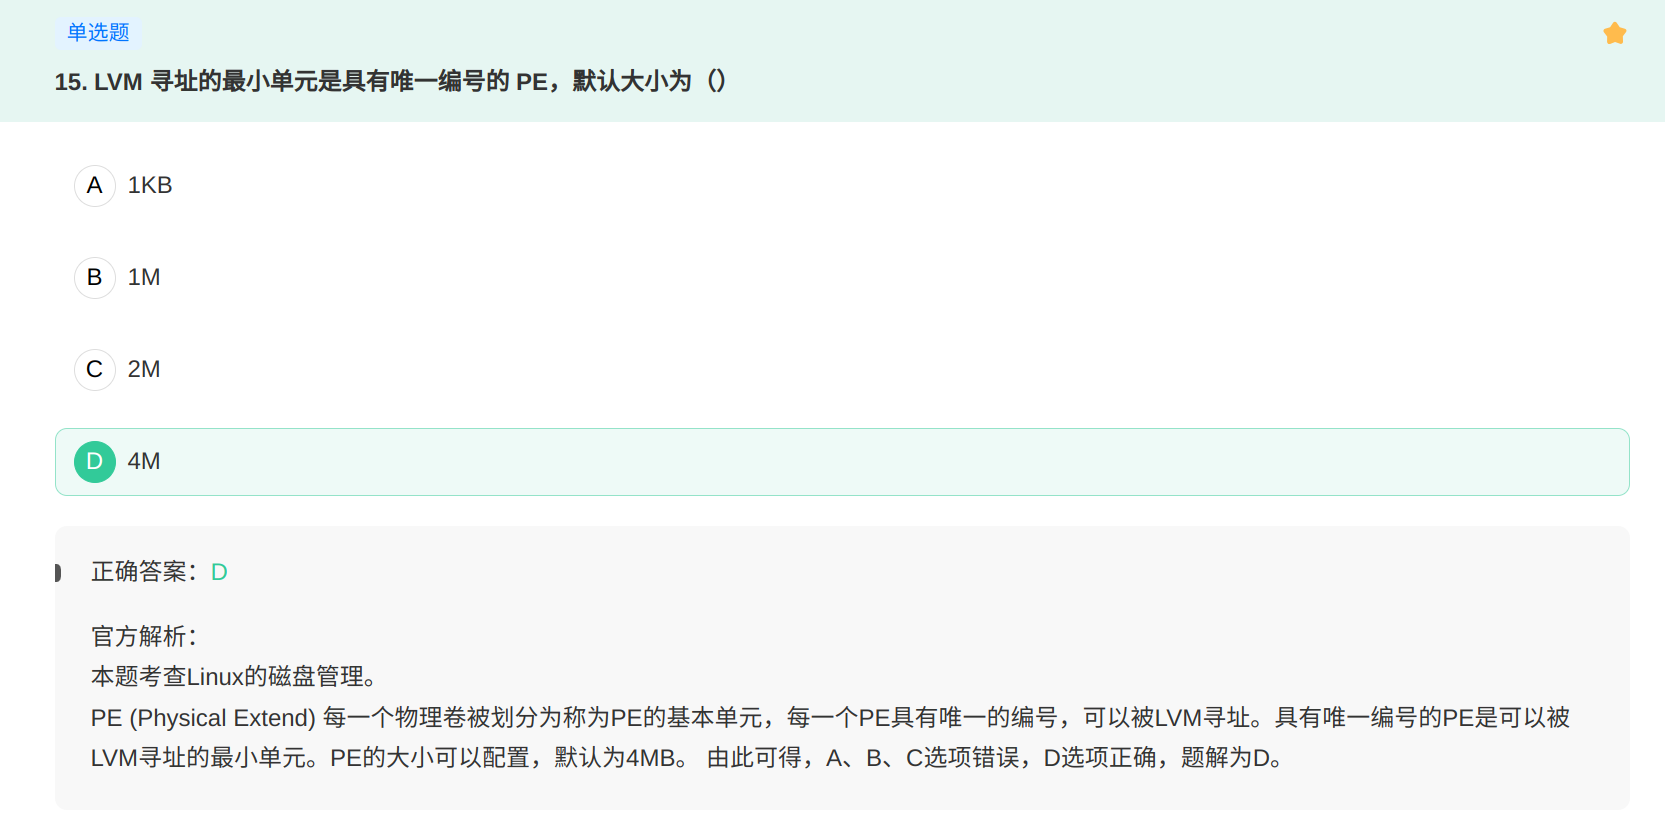 单选题
15. LVM 寻址的最小单元是具有唯一编号的 PE，默认大小为（）
A 1KB
B 1M
C 2M
D 4M
正确答案：D
官方解析：
本题考查Linux的磁盘管理。
PE (Physical Extend) 每一个物理卷被划分为称为PE的基本单元，每一个PE具有唯一的编号，可以被LVM寻址。具有唯一编号的PE是可以被
LVM寻址的最小单元。PE的大小可以配置，默认为4MB。 由此可得，A、B、C选项错误，D选项正确，题解为D。